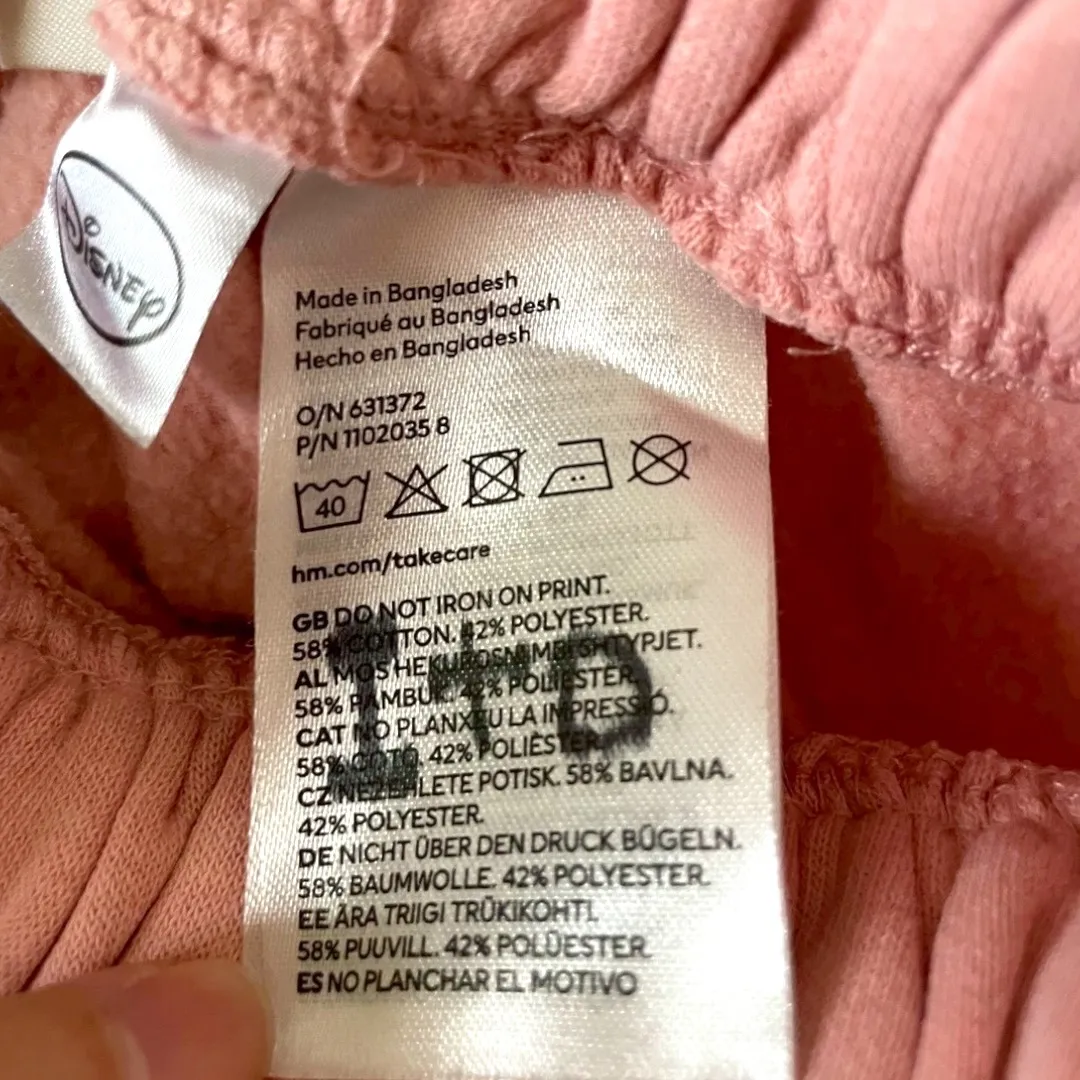 Disney
Made in Bangladesh
Fabriqué au Bangladesh
Hecho en Bangladesh
O/N 631372
P/N 1102035 8
40
hm.com/takecare
GB DO NOT IRON ON PRINT.
58% COTTON. 42% POLYESTER.
AL MOS HEKUROSNI MBI SHTYPJET.
58% PAMBUK. 42% POLIESTER.
CAT NO PLANXEU LA IMPRESSIÓ.
58% COTÓ. 42% POLIÈSTER.
CZ NEŽEHLETE POTISK. 58% BAVLNA.
42% POLYESTER.
DE NICHT ÜBER DEN DRUCK BÜGELN.
58% BAUMWOLLE. 42% POLYESTER.
EE ÄRA TRIIGI TRÜKIKOHTI.
58% PUUVILL. 42% POLÜESTER.
ES NO PLANCHAR EL MOTIVO